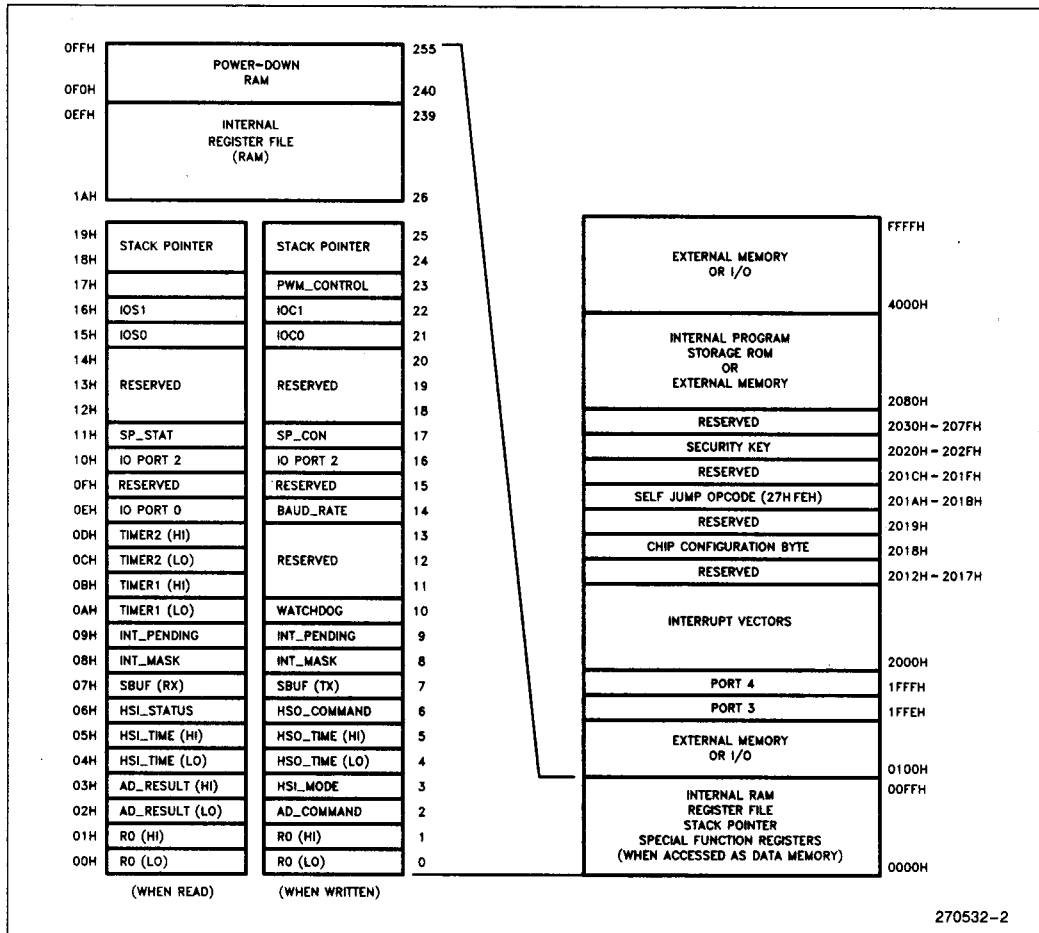 0FFH 255
POWER-DOWN
RAM
0F0H 240
0EFH 239
INTERNAL
REGISTER FILE
(RAM)
1AH 26
19H STACK POINTER STACK POINTER 25
18H 24
17H PWM_CONTROL 23
16H IOS1 IOC1 22
15H IOS0 IOC0 21
14H 20
13H RESERVED RESERVED 19
12H 18
11H SP_STAT SP_CON 17
10H IO PORT 2 IO PORT 2 16
0FH RESERVED RESERVED 15
0EH IO PORT 0 BAUD_RATE 14
0DH TIMER2 (HI) 13
0CH TIMER2 (LO) RESERVED 12
0BH TIMER1 (HI) 11
0AH TIMER1 (LO) WATCHDOG 10
09H INT_PENDING INT_PENDING 9
08H INT_MASK INT_MASK 8
07H SBUF (RX) SBUF (TX) 7
06H HSI_STATUS HSO_COMMAND 6
05H HSI_TIME (HI) HSO_TIME (HI) 5
04H HSI_TIME (LO) HSO_TIME (LO) 4
03H AD_RESULT (HI) HSI_MODE 3
02H AD_RESULT (LO) AD_COMMAND 2
01H R0 (HI) R0 (HI) 1
00H R0 (LO) R0 (LO) 0
(WHEN READ) (WHEN WRITTEN)
FFFFH
EXTERNAL MEMORY
OR I/O
4000H
INTERNAL PROGRAM
STORAGE ROM
OR
EXTERNAL MEMORY
2080H
RESERVED 2030H-207FH
SECURITY KEY 2020H-202FH
RESERVED 201CH-201FH
SELF JUMP OPCODE (27H FEH) 201AH-201BH
RESERVED 2019H
CHIP CONFIGURATION BYTE 2018H
RESERVED 2012H-2017H
INTERRUPT VECTORS
2000H
PORT 4 1FFFH
PORT 3 1FFEH
EXTERNAL MEMORY
OR I/O
0100H
00FFH
INTERNAL RAM
REGISTER FILE
STACK POINTER
SPECIAL FUNCTION REGISTERS
(WHEN ACCESSED AS DATA MEMORY)
0000H
270532-2